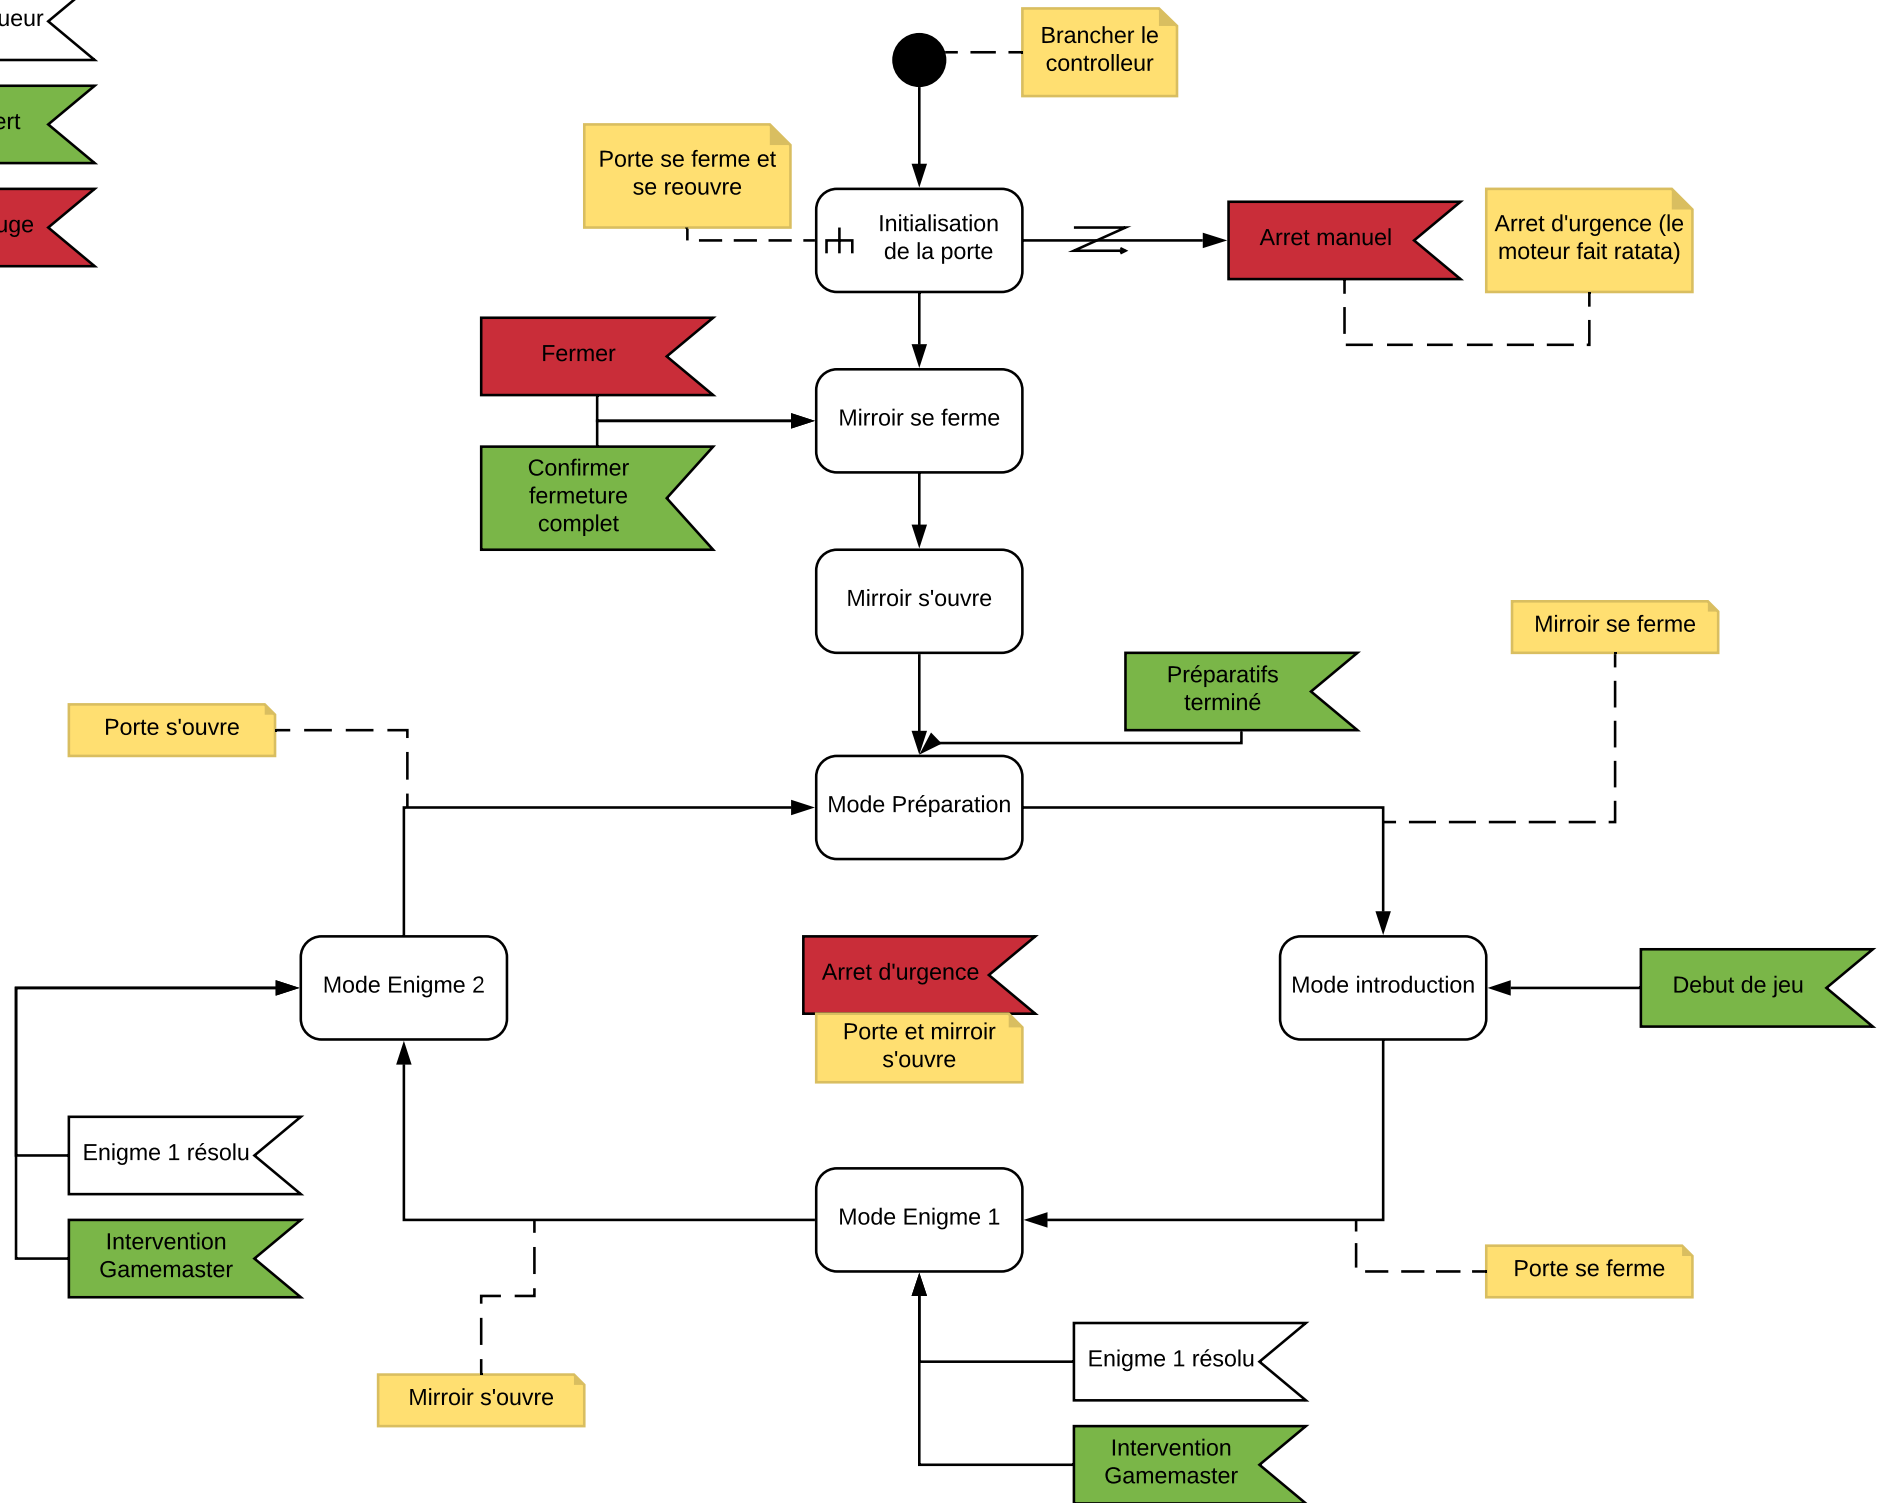 Brancher le
controlleur
Porte se ferme et
se reouvre
Initialisation
de la porte
Arret manuel
Arret d'urgence (le
moteur fait ratata)
Fermer
Mirroir se ferme
Confirmer
fermeture
complet
Mirroir s'ouvre
Mirroir se ferme
Préparatifs
terminé
Porte s'ouvre
Mode Préparation
Mode Enigme 2
Arret d'urgence
Mode introduction
Debut de jeu
Porte et mirroir
s'ouvre
Enigme 1 résolu
Mode Enigme 1
Intervention
Gamemaster
Porte se ferme
Mirroir s'ouvre
Enigme 1 résolu
Intervention
Gamemaster